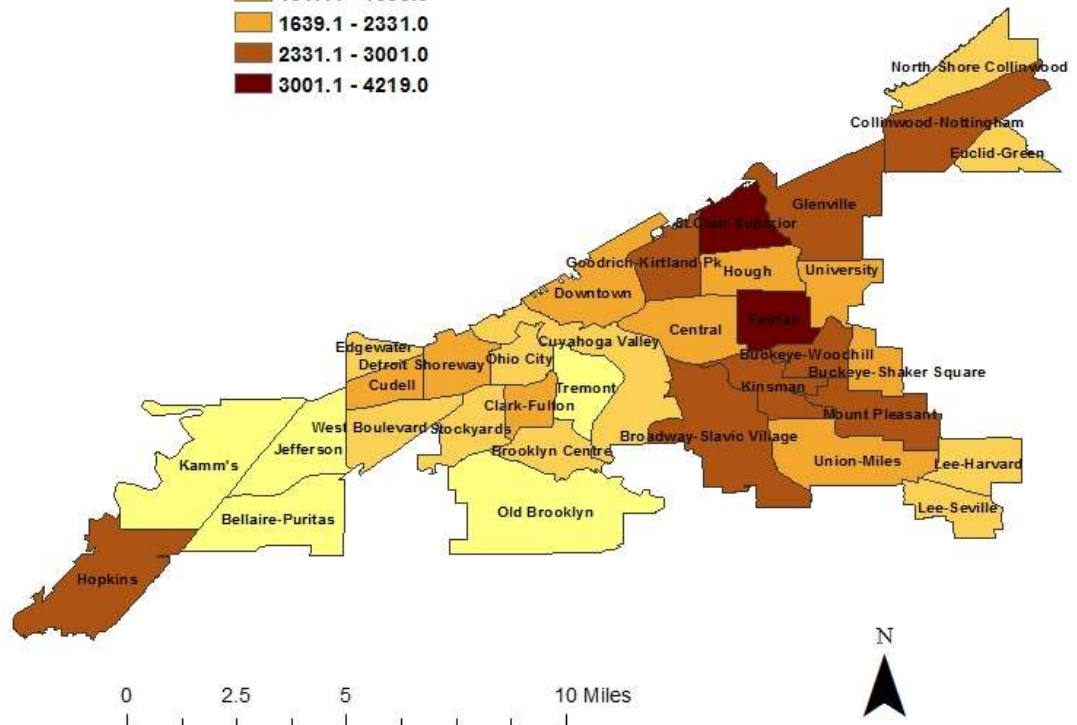 1639.1 - 2331.0
2331.1 - 3001.0
3001.1 - 4219.0
North-Shore Collinwood
Collinwood-Nottingham
Euclid-Green
Glenville
St.Clair-Superior
Goodrich-Kirtland Pk
Hough
University
Downtown
Fairfax
Central
Cuyahoga Valley
Edgewater
Ohio City
Buckeye-Woodhill
Detroit Shoreway
Buckeye-Shaker Square
Cudell
Tremont
Kinsman
Clark-Fulton
Mount Pleasant
West Boulevard
Stockyards
Broadway-Slavic Village
Jefferson
Brooklyn Centre
Kamm's
Union-Miles
Lee-Harvard
Lee-Seville
Bellaire-Puritas
Old Brooklyn
Hopkins
N
0 2.5 5 10 Miles